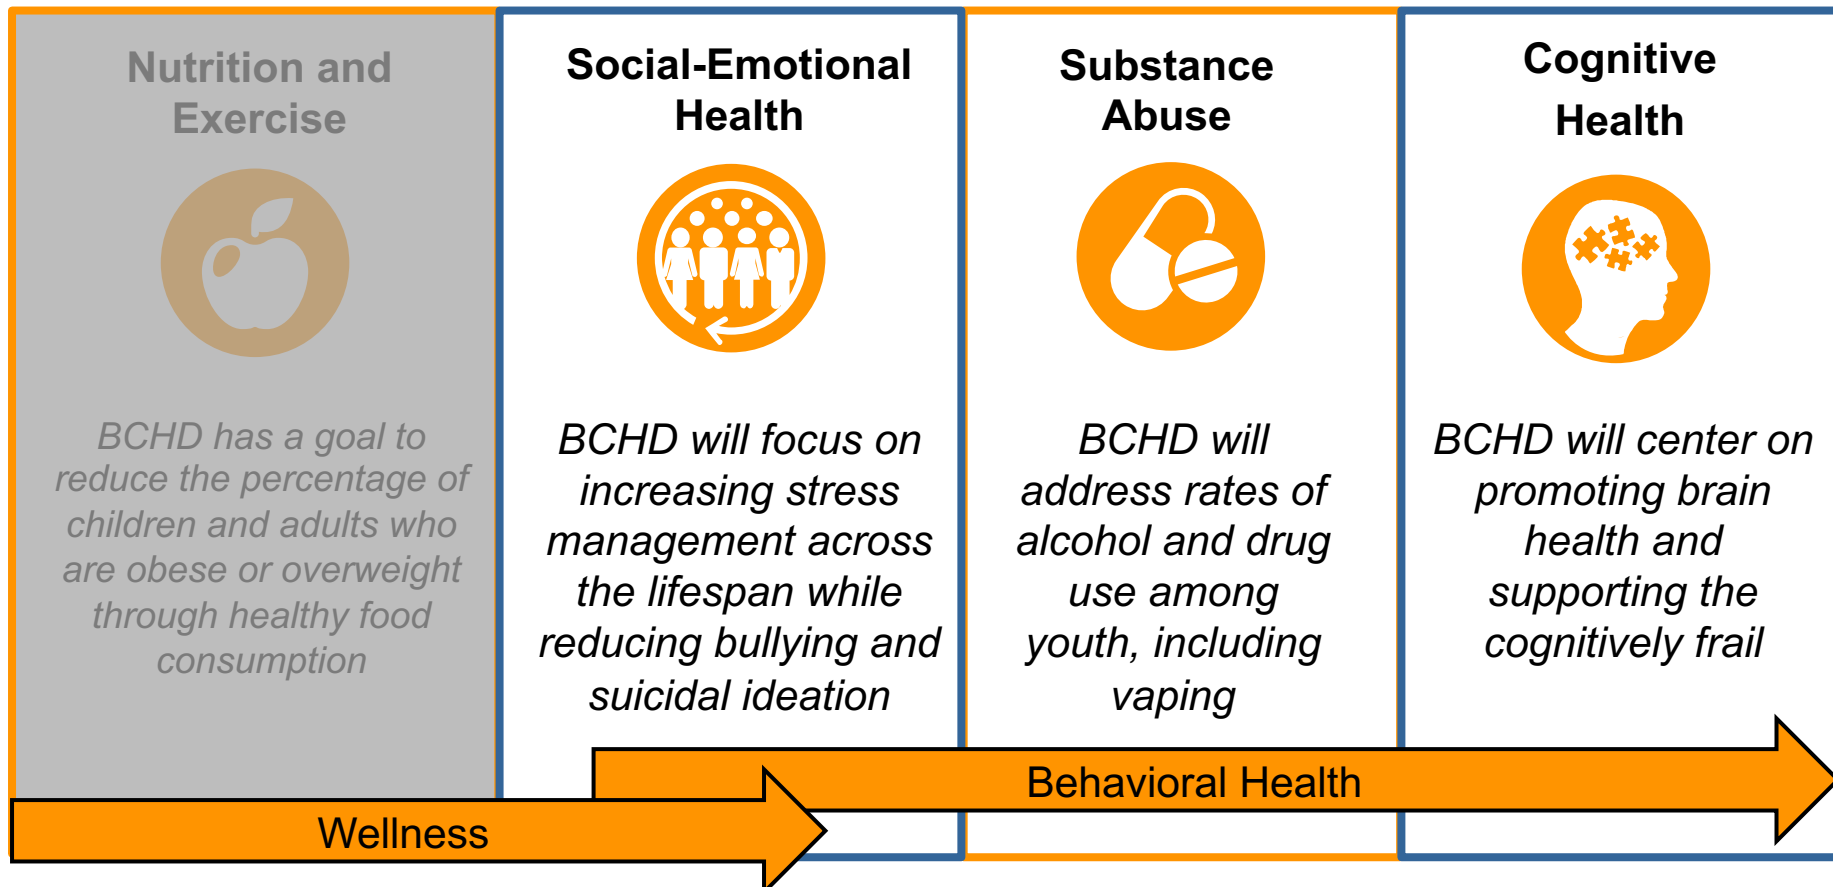 Nutrition and
Exercise
BCHD has a goal to
reduce the percentage of
children and adults who
are obese or overweight
through healthy food
consumption
Social-Emotional
Health
BCHD will focus on
increasing stress
management across
the lifespan while
reducing bullying and
suicidal ideation
Substance
Abuse
BCHD will
address rates of
alcohol and drug
use among
youth, including
vaping
Cognitive
Health
BCHD will center on
promoting brain
health and
supporting the
cognitively frail
Behavioral Health
Wellness